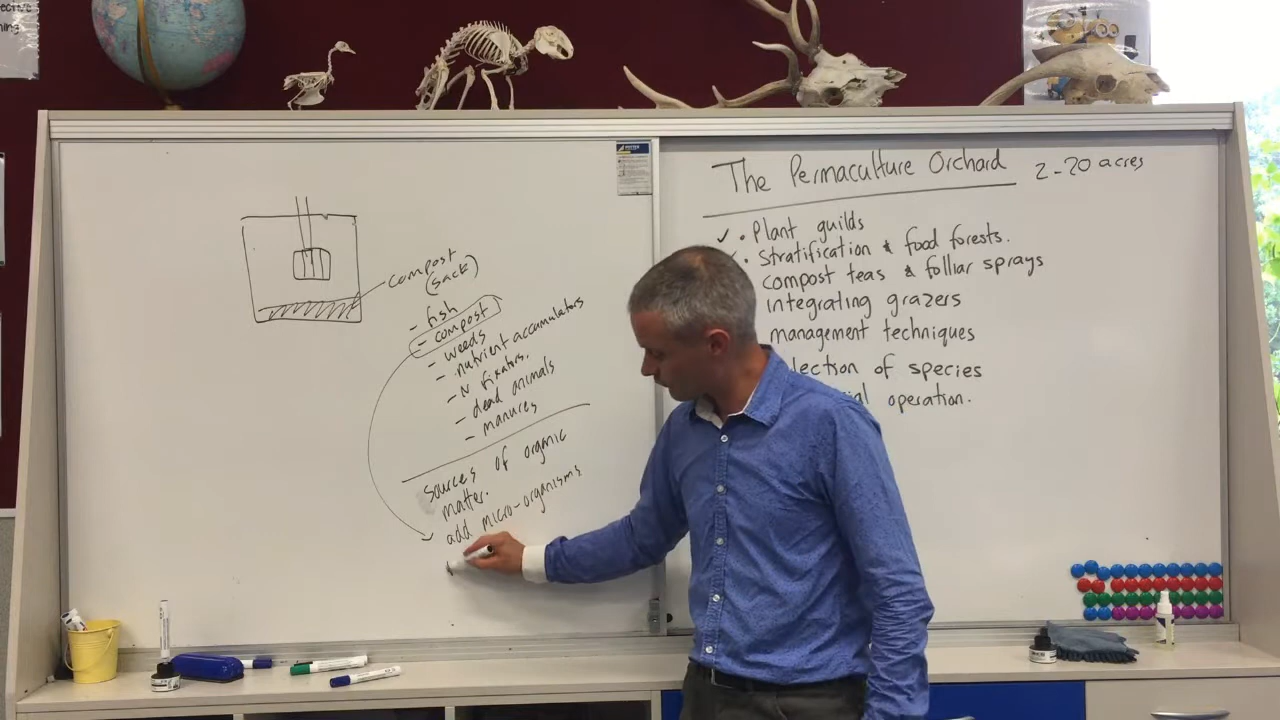 compost
(sack)
- fish
- compost
- weeds
- nutrient accumulators
- N fixators.
- dead animals
- manures
sources of organic
matter.
add micro-organisms
The Permaculture Orchard 2-20 acres
✓ • Plant guilds
• Stratification & food forests.
compost teas & folliar sprays
integrating grazers
management techniques
lection of species
ial operation.